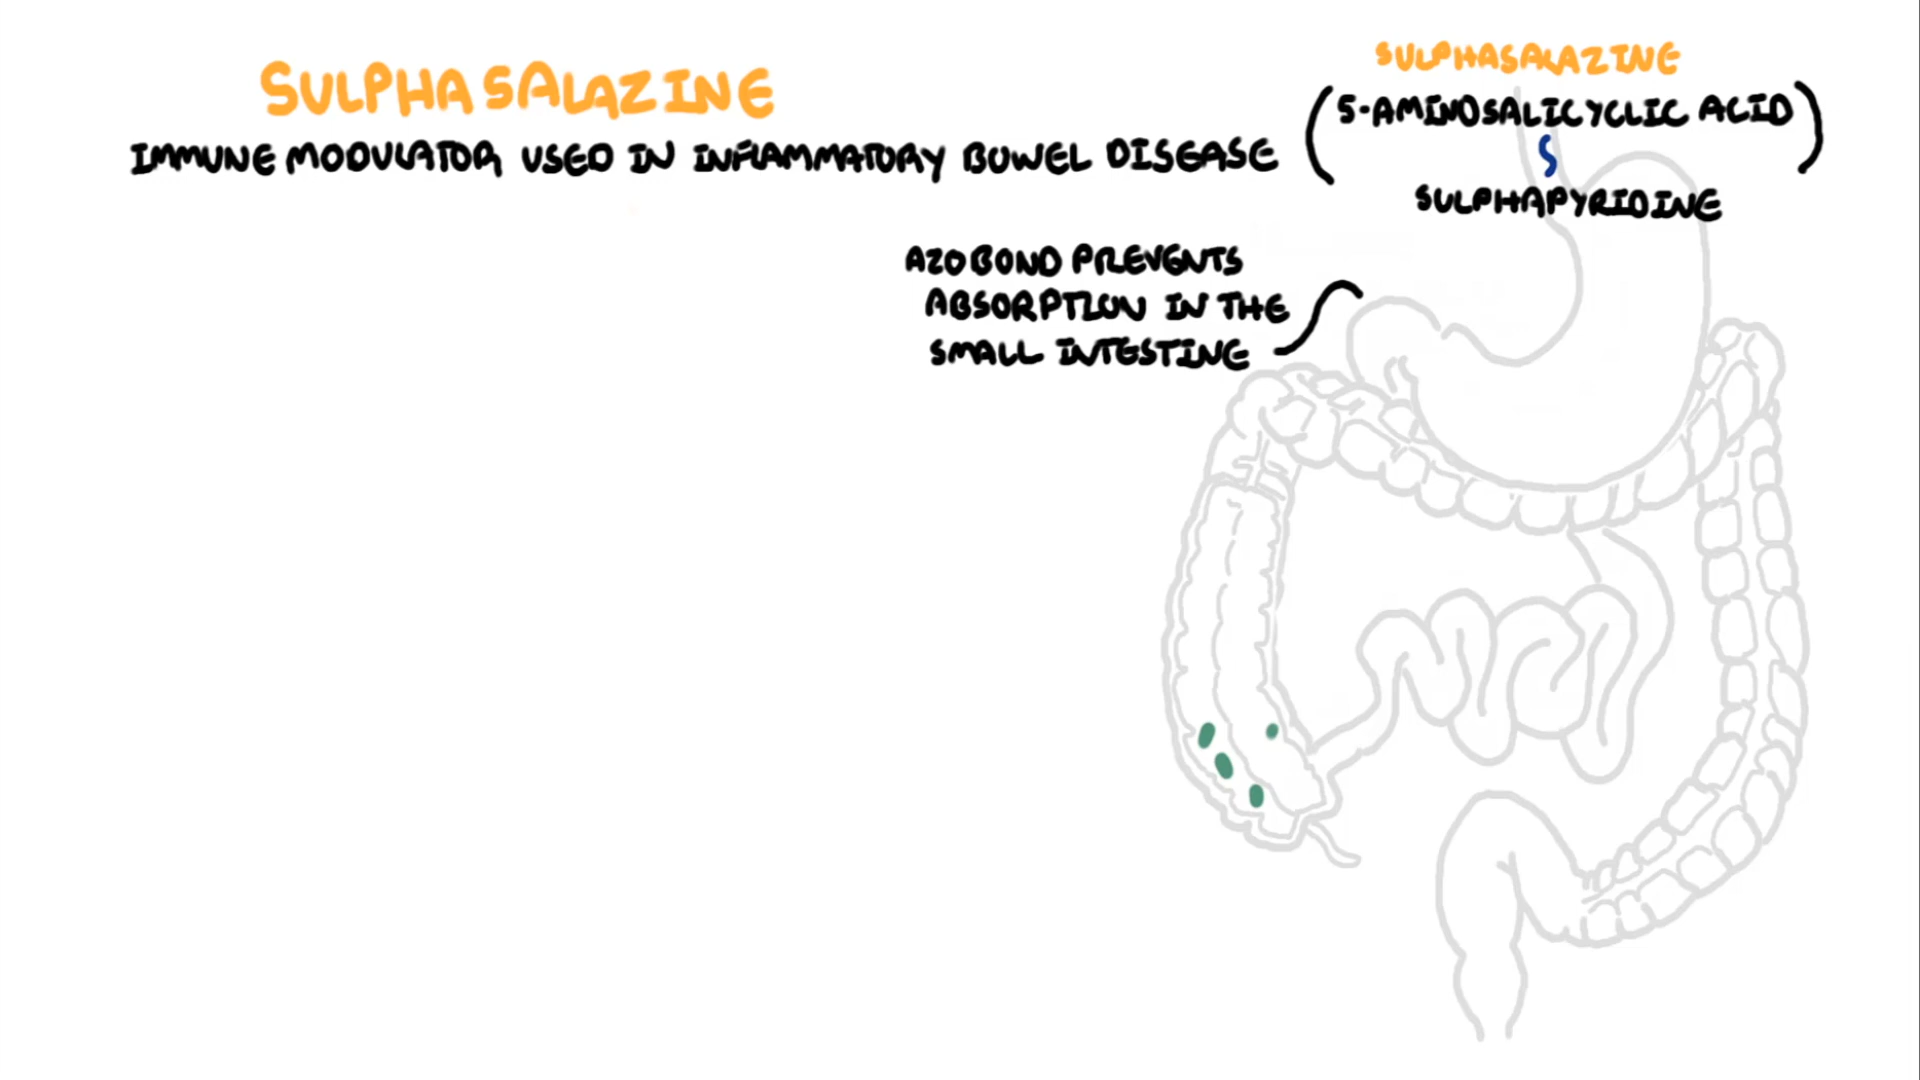 SULPHASALAZINE
IMMUNE MODULATOR USED IN INFLAMMATORY BOWEL DISEASE
SULPHASALAZINE
(5-AMINOSALICYCLIC ACID)
SULPHAPYRIDINE
AZO BOND PREVENTS
ABSORPTION IN THE
SMALL INTESTINE